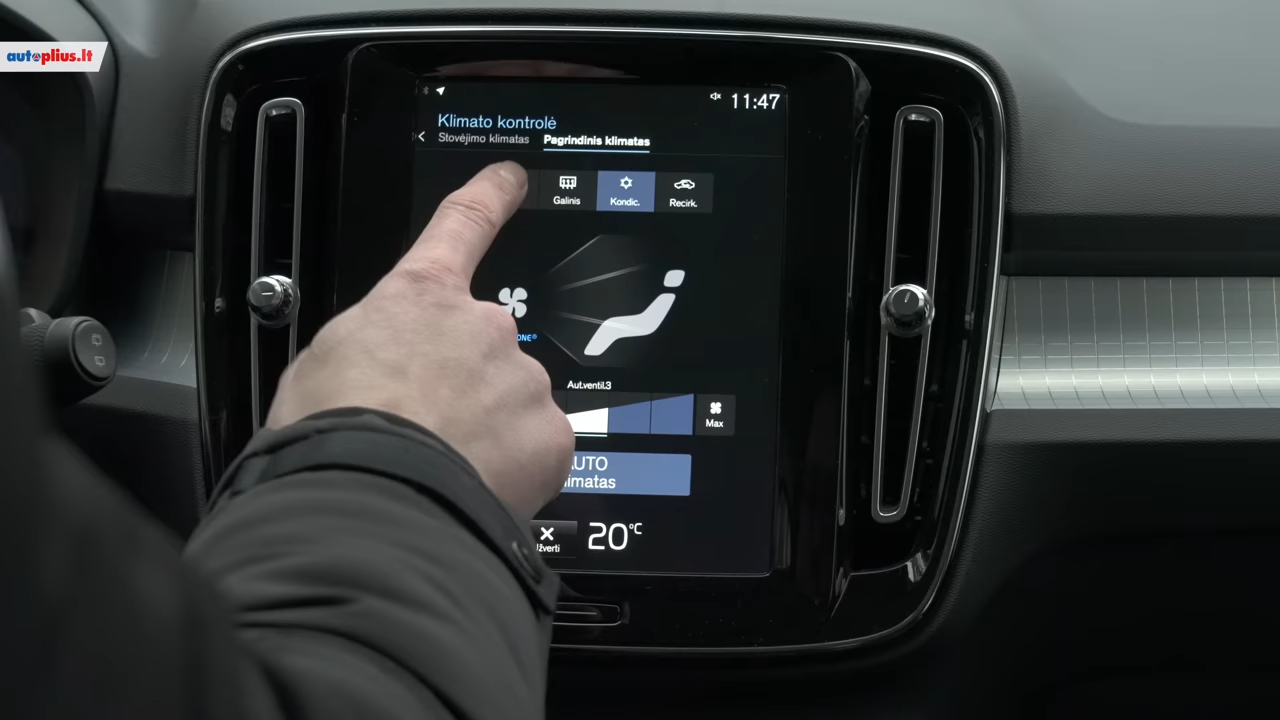 autoplius.lt
11:47
Klimato kontrolė
Stovėjimo klimatas Pagrindinis klimatas
Galinis Kondic. Recirk.
Aut.ventil.3
Max
20°C